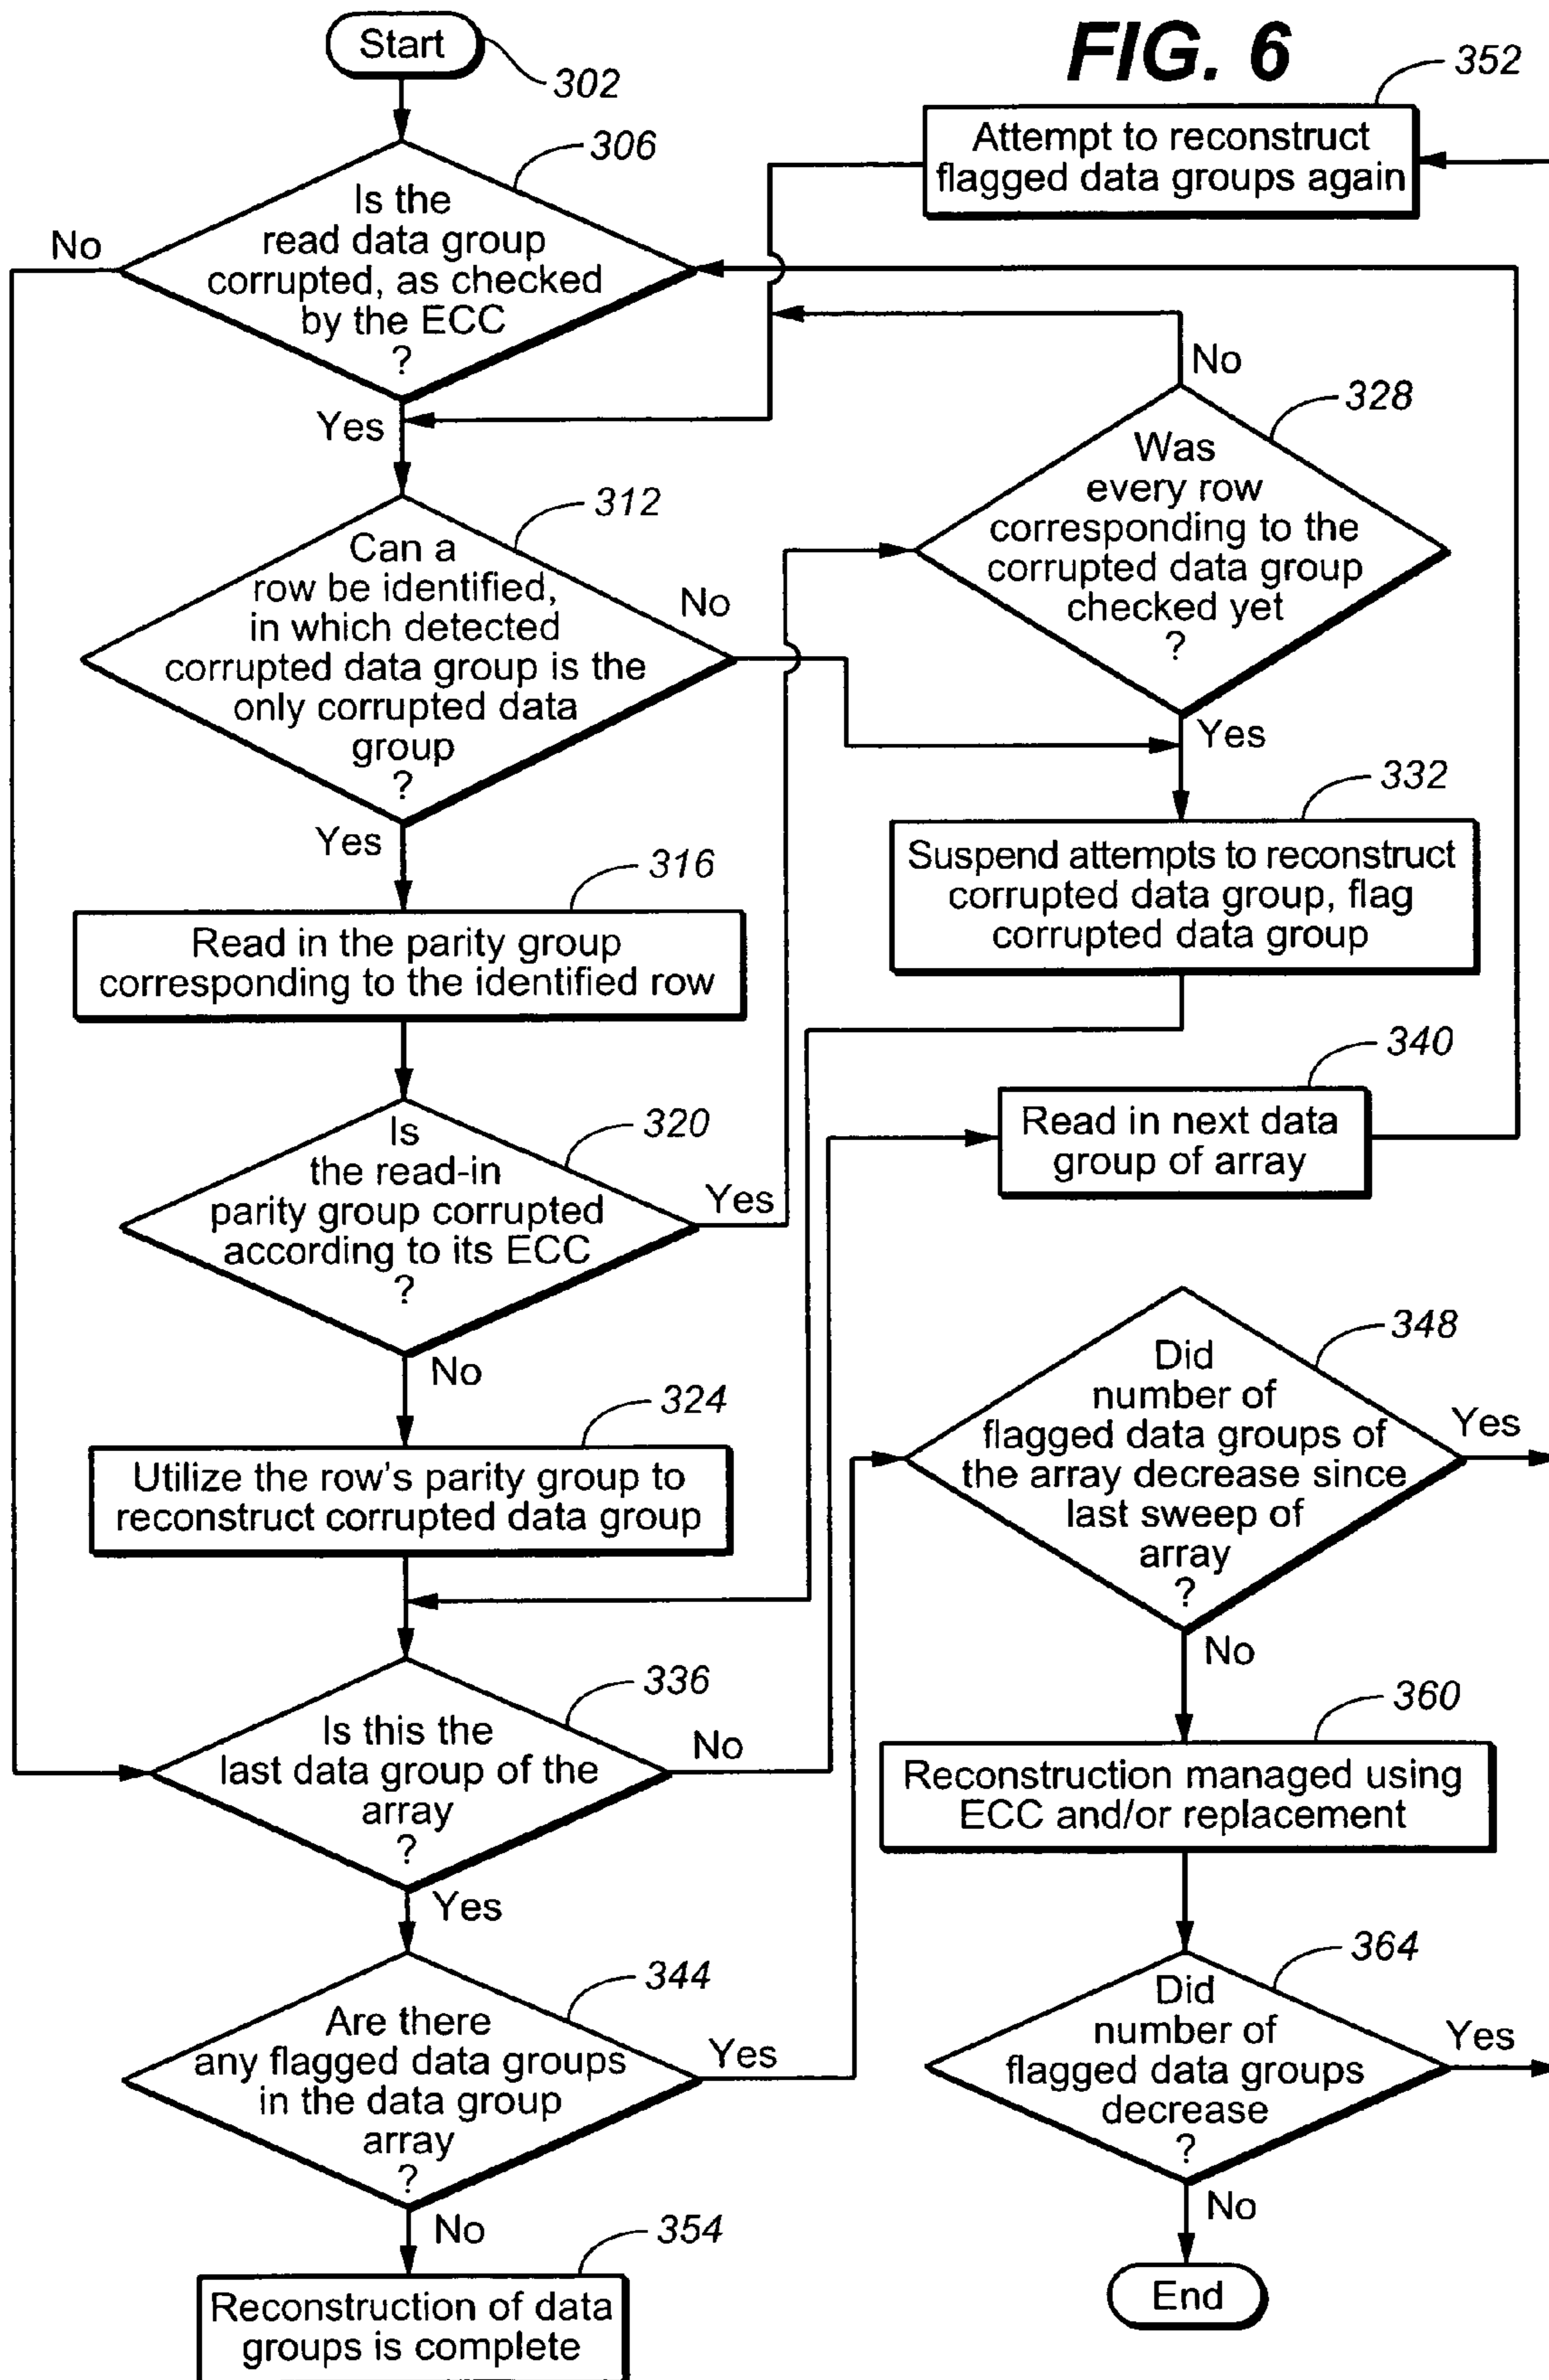 FIG. 6
Start
302
306
Is the
read data group
corrupted, as checked
by the ECC
?
No
Yes
352
Attempt to reconstruct
flagged data groups again
312
Can a
row be identified,
in which detected
corrupted data group is the
only corrupted data
group
?
No
Yes
328
Was
every row
corresponding to the
corrupted data group
checked yet
?
No
Yes
316
Read in the parity group
corresponding to the identified row
332
Suspend attempts to reconstruct
corrupted data group, flag
corrupted data group
320
Is
the read-in
parity group corrupted
according to its ECC
?
Yes
No
340
Read in next data
group of array
324
Utilize the row's parity group to
reconstruct corrupted data group
348
Did
number of
flagged data groups of
the array decrease since
last sweep of
array
?
Yes
No
336
Is this the
last data group of the
array
?
No
Yes
360
Reconstruction managed using
ECC and/or replacement
344
Are there
any flagged data groups
in the data group
array
?
Yes
No
364
Did
number of
flagged data groups
decrease
?
Yes
No
354
Reconstruction of data
groups is complete
End